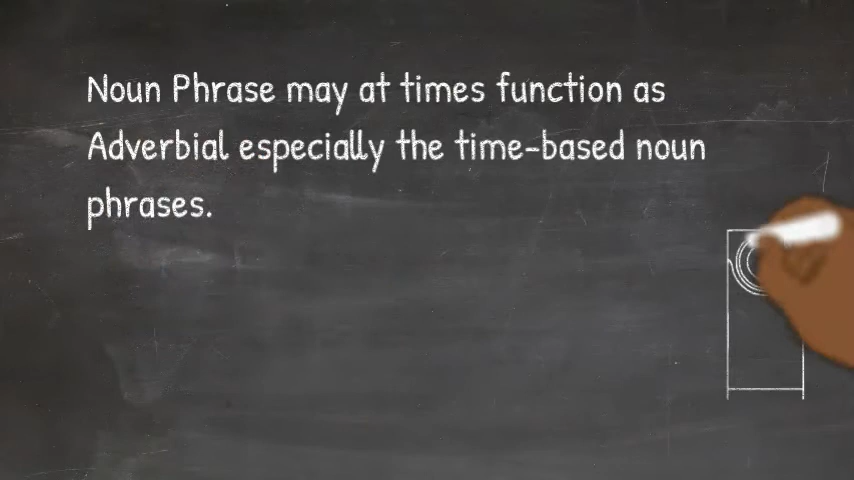 Noun Phrase may at times function as
Adverbial especially the time-based noun
phrases.